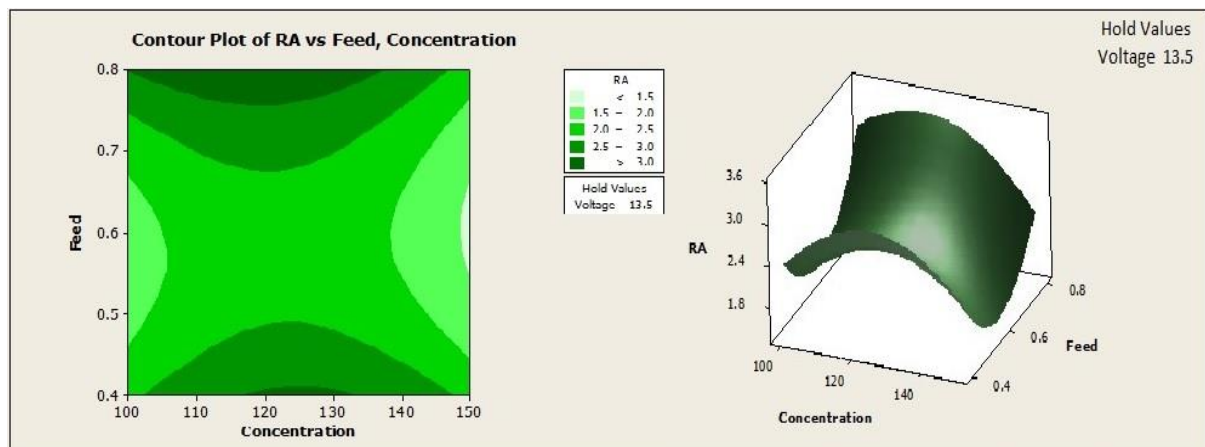 Hold Values
Voltage 13.5
Contour Plot of RA vs Feed, Concentration
0.8
0.7
0.6
0.5
0.4
Feed
100 110 120 130 140 150
Concentration
RA
< 1.5
1.5 – 2.0
2.0 – 2.5
2.5 – 3.0
> 3.0
Hold Values
Voltage 13.5
3.6
3.0
2.4
1.8
RA
100
120
140
Concentration
0.4
0.6
0.8
Feed